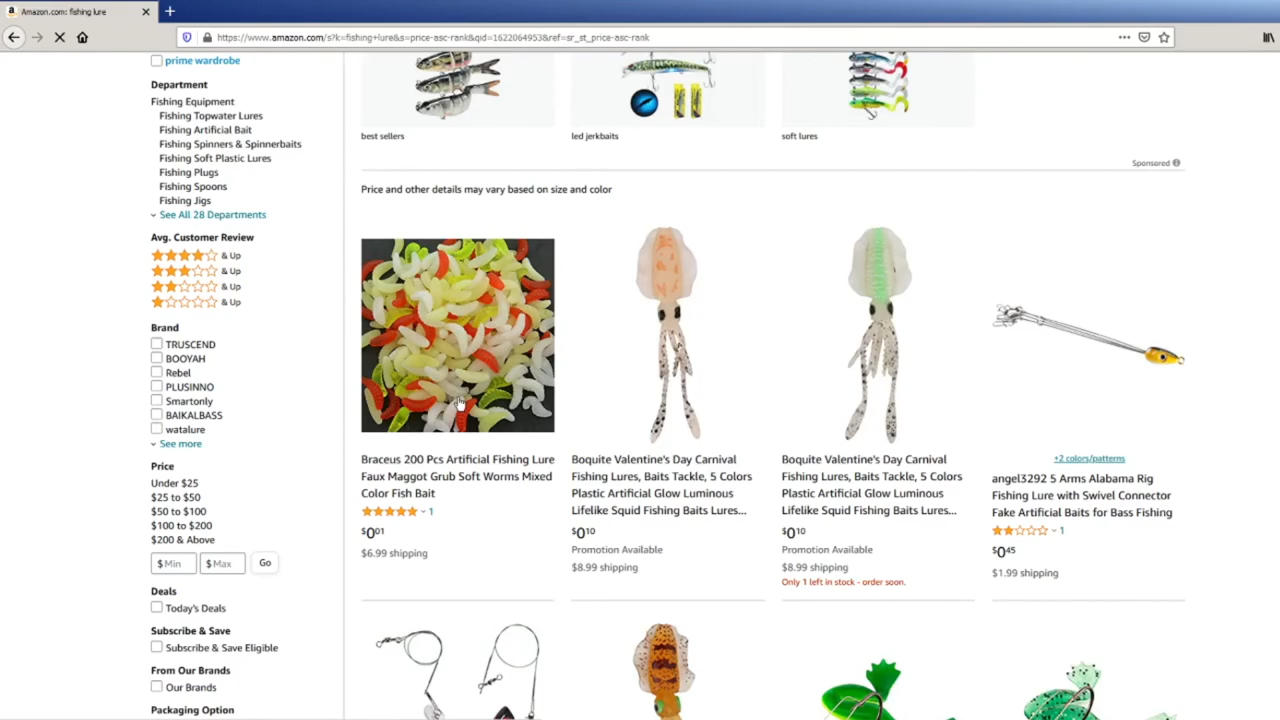 Amazon.com: fishing lure
https://www.amazon.com/s?k=fishing+lure&s=price-asc-rank&qid=1622064953&ref=sr_st_price-asc-rank
prime wardrobe
Department
Fishing Equipment
Fishing Topwater Lures
Fishing Artificial Bait
Fishing Spinners & Spinnerbaits
Fishing Soft Plastic Lures
Fishing Plugs
Fishing Spoons
Fishing Jigs
See All 28 Departments
Avg. Customer Review
& Up
& Up
& Up
& Up
Brand
TRUSCEND
BOOYAH
Rebel
PLUSINNO
Smartonly
BAIKALBASS
watalure
See more
Price
Under $25
$25 to $50
$50 to $100
$100 to $200
$200 & Above
$ Min $ Max Go
Deals
Today's Deals
Subscribe & Save
Subscribe & Save Eligible
From Our Brands
Our Brands
Packaging Option
best sellers
led jerkbaits
soft lures
Sponsored
Price and other details may vary based on size and color
Braceus 200 Pcs Artificial Fishing Lure
Faux Maggot Grub Soft Worms Mixed
Color Fish Bait
1
$001
$6.99 shipping
Boquite Valentine's Day Carnival
Fishing Lures, Baits Tackle, 5 Colors
Plastic Artificial Glow Luminous
Lifelike Squid Fishing Baits Lures...
$010
Promotion Available
$8.99 shipping
Boquite Valentine's Day Carnival
Fishing Lures, Baits Tackle, 5 Colors
Plastic Artificial Glow Luminous
Lifelike Squid Fishing Baits Lures...
$010
Promotion Available
$8.99 shipping
Only 1 left in stock - order soon.
+2 colors/patterns
angel3292 5 Arms Alabama Rig
Fishing Lure with Swivel Connector
Fake Artificial Baits for Bass Fishing
1
$045
$1.99 shipping